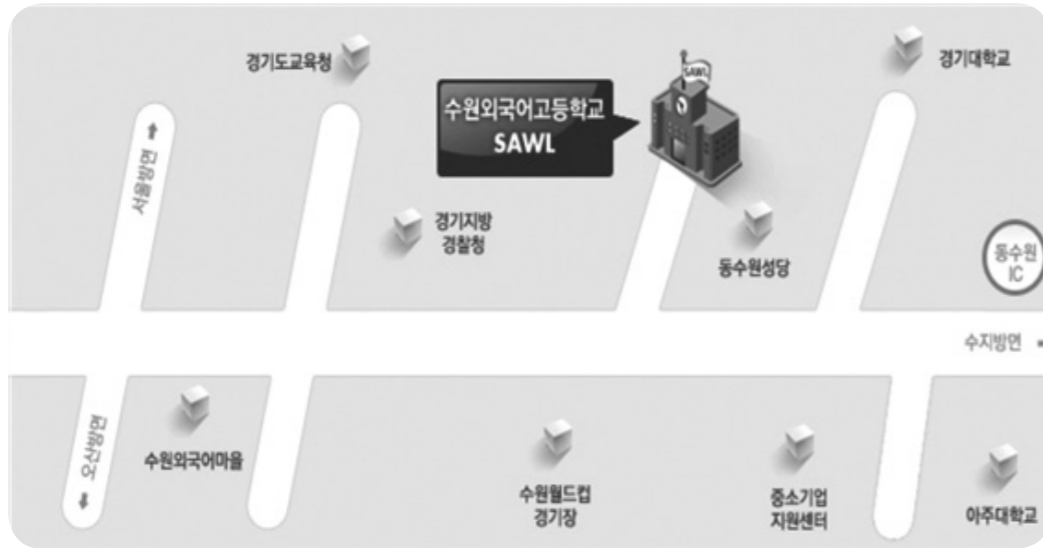 경기도교육청
수원외국어고등학교
SAWL
SAWL
경기대학교
서울방면
경기지방
경찰청
동수원성당
동수원
IC
수지방면
오산방면
수원외국어마을
수원월드컵
경기장
중소기업
지원센터
아주대학교